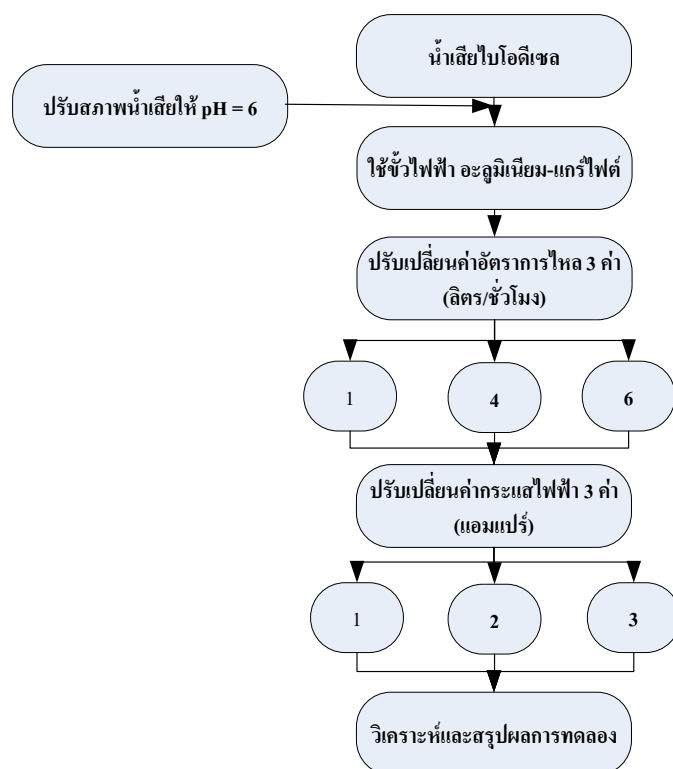 น้ำเสียไบโอดีเซล
ปรับสภาพน้ำเสียให้ pH = 6
ใช้ขั้วไฟฟ้า อะลูมิเนียม-แกร์ไฟต์
ปรับเปลี่ยนค่าอัตราการไหล 3 ค่า
(ลิตร/ชั่วโมง)
1 4 6
ปรับเปลี่ยนค่ากระแสไฟฟ้า 3 ค่า
(แอมแปร์)
1 2 3
วิเคราะห์และสรุปผลการทดลอง